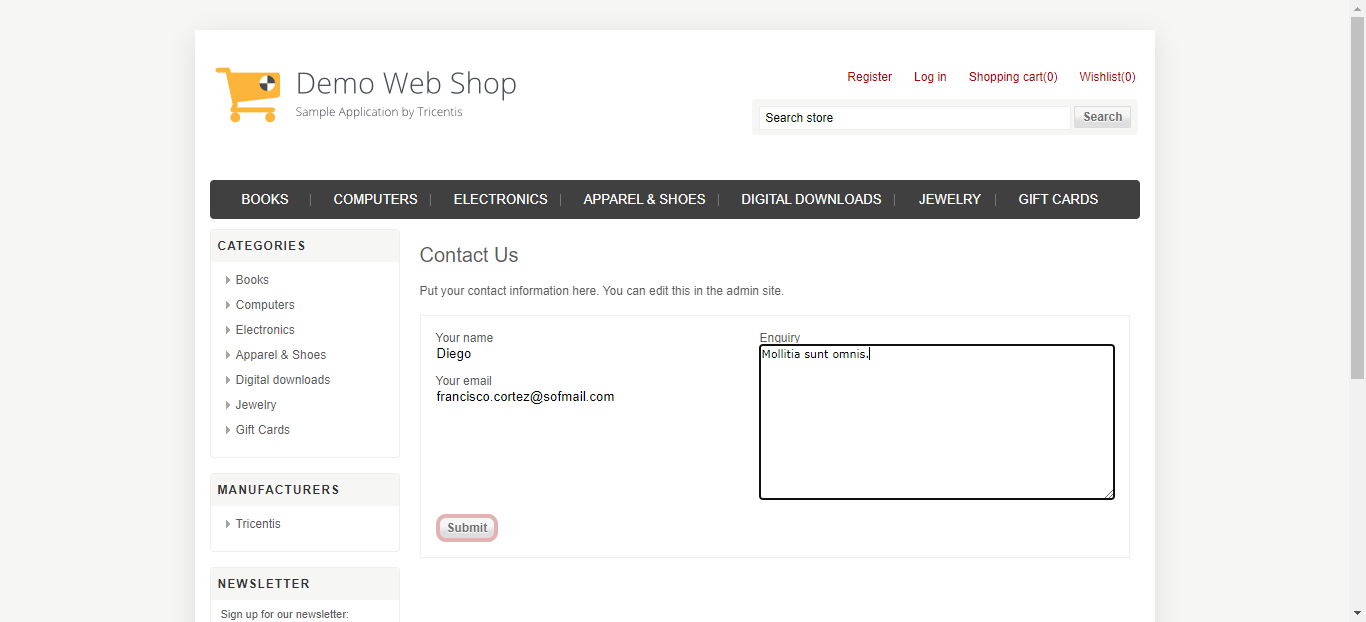 Demo Web Shop
Sample Application by Tricentis
Register Log in Shopping cart(0) Wishlist(0)
Search store Search
BOOKS COMPUTERS ELECTRONICS APPAREL & SHOES DIGITAL DOWNLOADS JEWELRY GIFT CARDS
CATEGORIES
Books
Computers
Electronics
Apparel & Shoes
Digital downloads
Jewelry
Gift Cards
MANUFACTURERS
Tricentis
NEWSLETTER
Sign up for our newsletter:
Contact Us
Put your contact information here. You can edit this in the admin site.
Your name
Diego
Your email
francisco.cortez@sofmail.com
Enquiry
Mollitia sunt omnis.
Submit